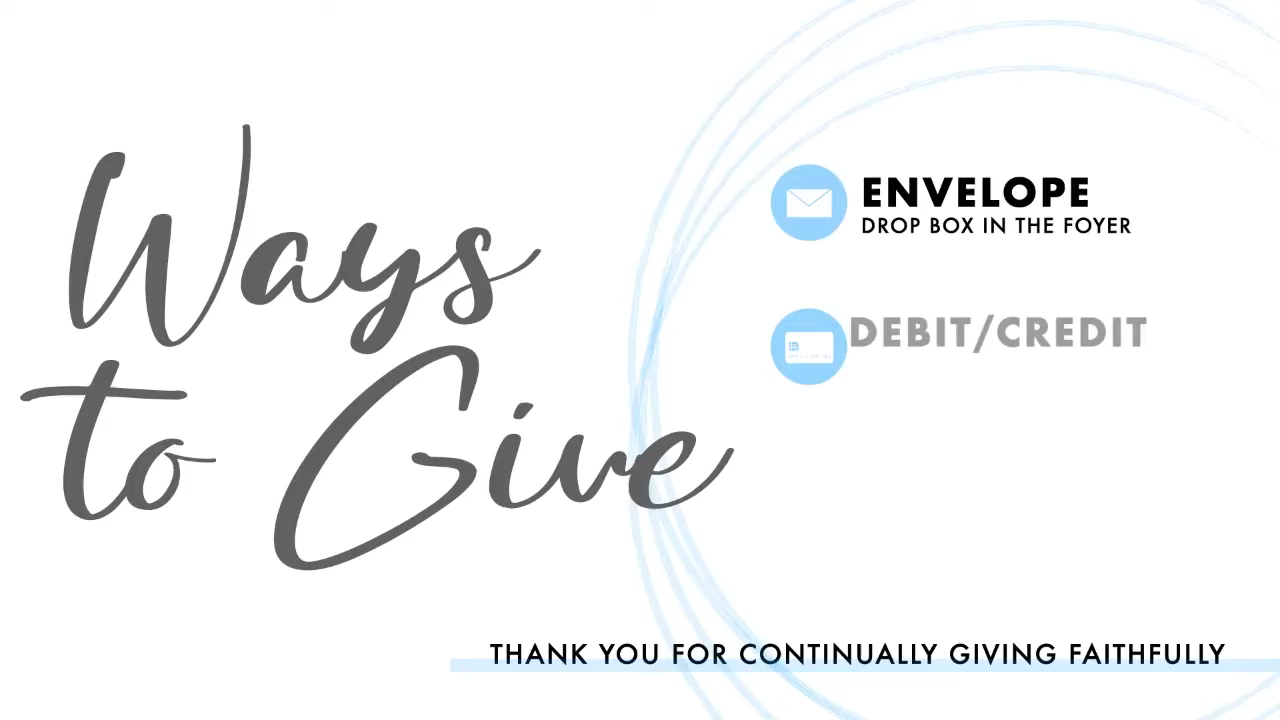 Ways
to Give
ENVELOPE
DROP BOX IN THE FOYER
DEBIT/CREDIT
THANK YOU FOR CONTINUALLY GIVING FAITHFULLY